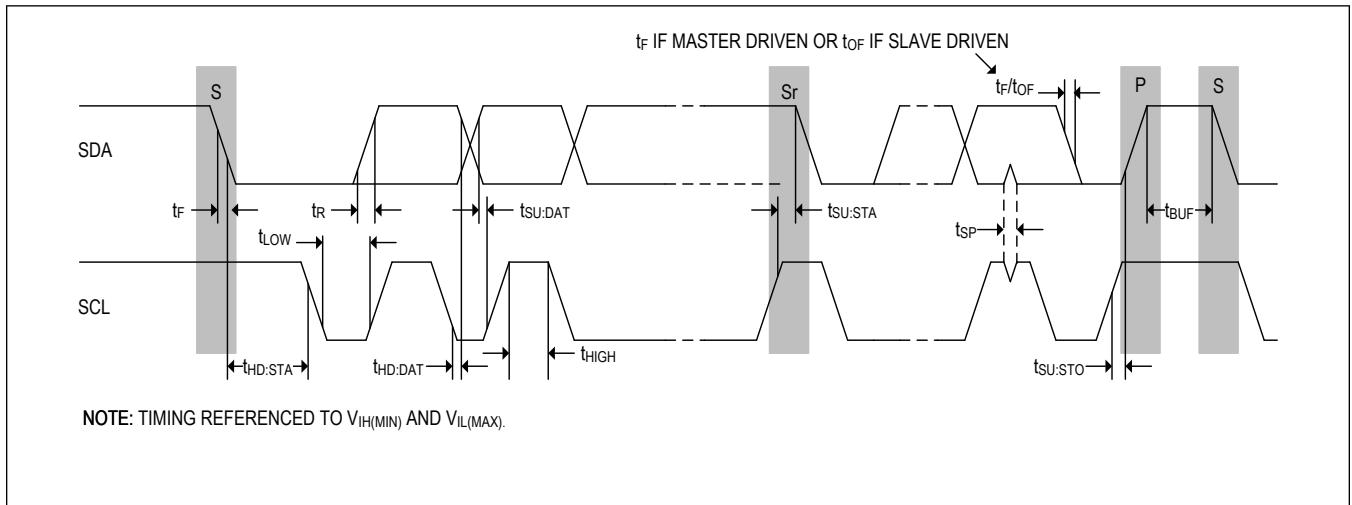 tF IF MASTER DRIVEN OR tOF IF SLAVE DRIVEN
S
Sr
tF/tOF
P
S
SDA
tF
tR
tSU:DAT
tSU:STA
tBUF
tLOW
tSP
SCL
tHD:STA
tHD:DAT
tHIGH
tSU:STO
NOTE: TIMING REFERENCED TO VIH(MIN) AND VIL(MAX).